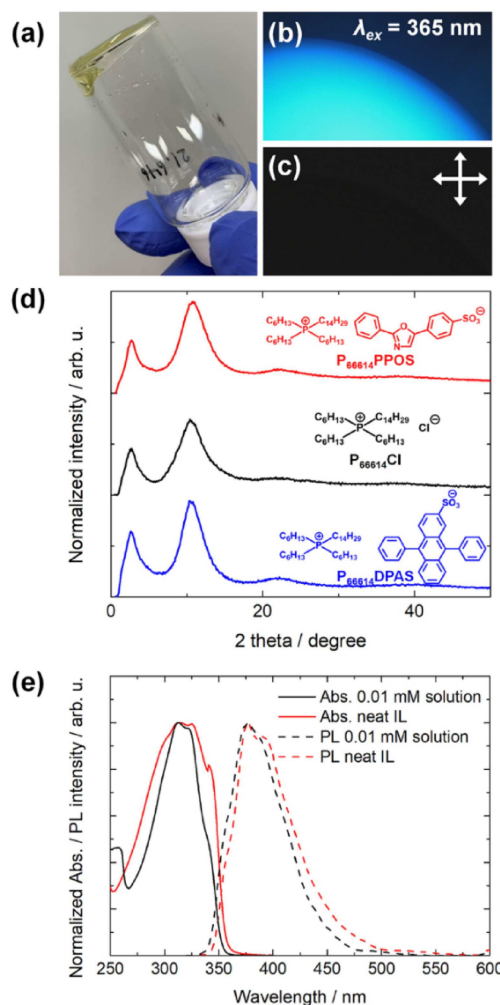 (a)
(b)
λex = 365 nm
(c)
(d)
Normalized intensity / arb. u.
C6H13 ⊕ C14H29
P
C6H13 C6H13
N
O
SO3⊖
P66614PPOS
C6H13 ⊕ C14H29
P
C6H13 C6H13
Cl⊖
P66614Cl
SO3⊖
C6H13 ⊕ C14H29
P
C6H13 C6H13
P66614DPAS
0 20 40
2 theta / degree
(e)
Normalized Abs. / PL intensity / arb. u.
Abs. 0.01 mM solution
Abs. neat IL
PL 0.01 mM solution
PL neat IL
250 300 350 400 450 500 550 600
Wavelength / nm